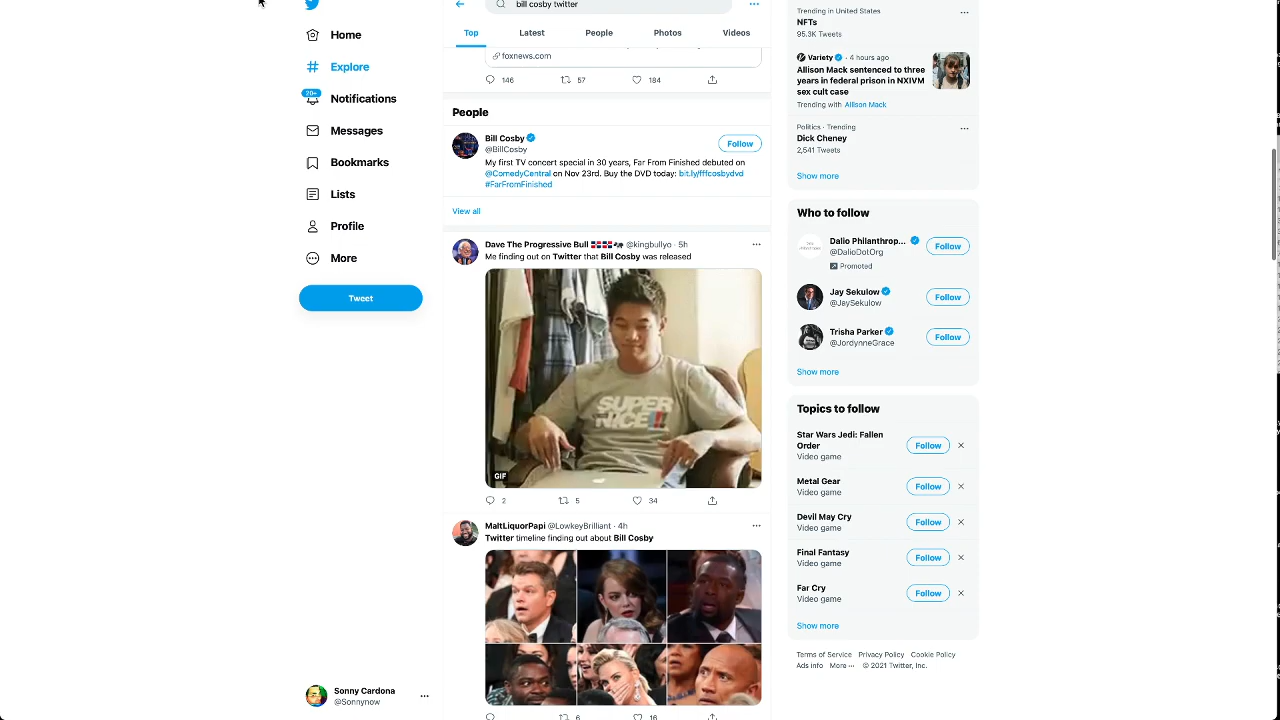 bill cosby twitter
Top
Latest
People
Photos
Videos
Home
Explore
20+
Notifications
Messages
Bookmarks
Lists
Profile
More
Tweet
Sonny Cardona
@Sonnynow
foxnews.com
146
57
184
People
Bill Cosby
@BillCosby
Follow
My first TV concert special in 30 years, Far From Finished debuted on
@ComedyCentral on Nov 23rd. Buy the DVD today: bit.ly/fffcosbydvd
#FarFromFinished
View all
Dave The Progressive Bull @kingbullyo · 5h
Me finding out on Twitter that Bill Cosby was released
SUPER
NICE!!
GIF
2
5
34
MaltLiquorPapi @LowkeyBrilliant · 4h
Twitter timeline finding out about Bill Cosby
6
16
Trending in United States
NFTs
95.3K Tweets
Variety · 4 hours ago
Allison Mack sentenced to three
years in federal prison in NXIVM
sex cult case
Trending with Allison Mack
Politics · Trending
Dick Cheney
2,541 Tweets
Show more
Who to follow
Dalio Philanthrop...
@DalioDotOrg
Promoted
Follow
Jay Sekulow
@JaySekulow
Follow
Trisha Parker
@JordynneGrace
Follow
Show more
Topics to follow
Star Wars Jedi: Fallen
Order
Video game
Follow
Metal Gear
Video game
Follow
Devil May Cry
Video game
Follow
Final Fantasy
Video game
Follow
Far Cry
Video game
Follow
Show more
Terms of Service Privacy Policy Cookie Policy
Ads info More ··· © 2021 Twitter, Inc.